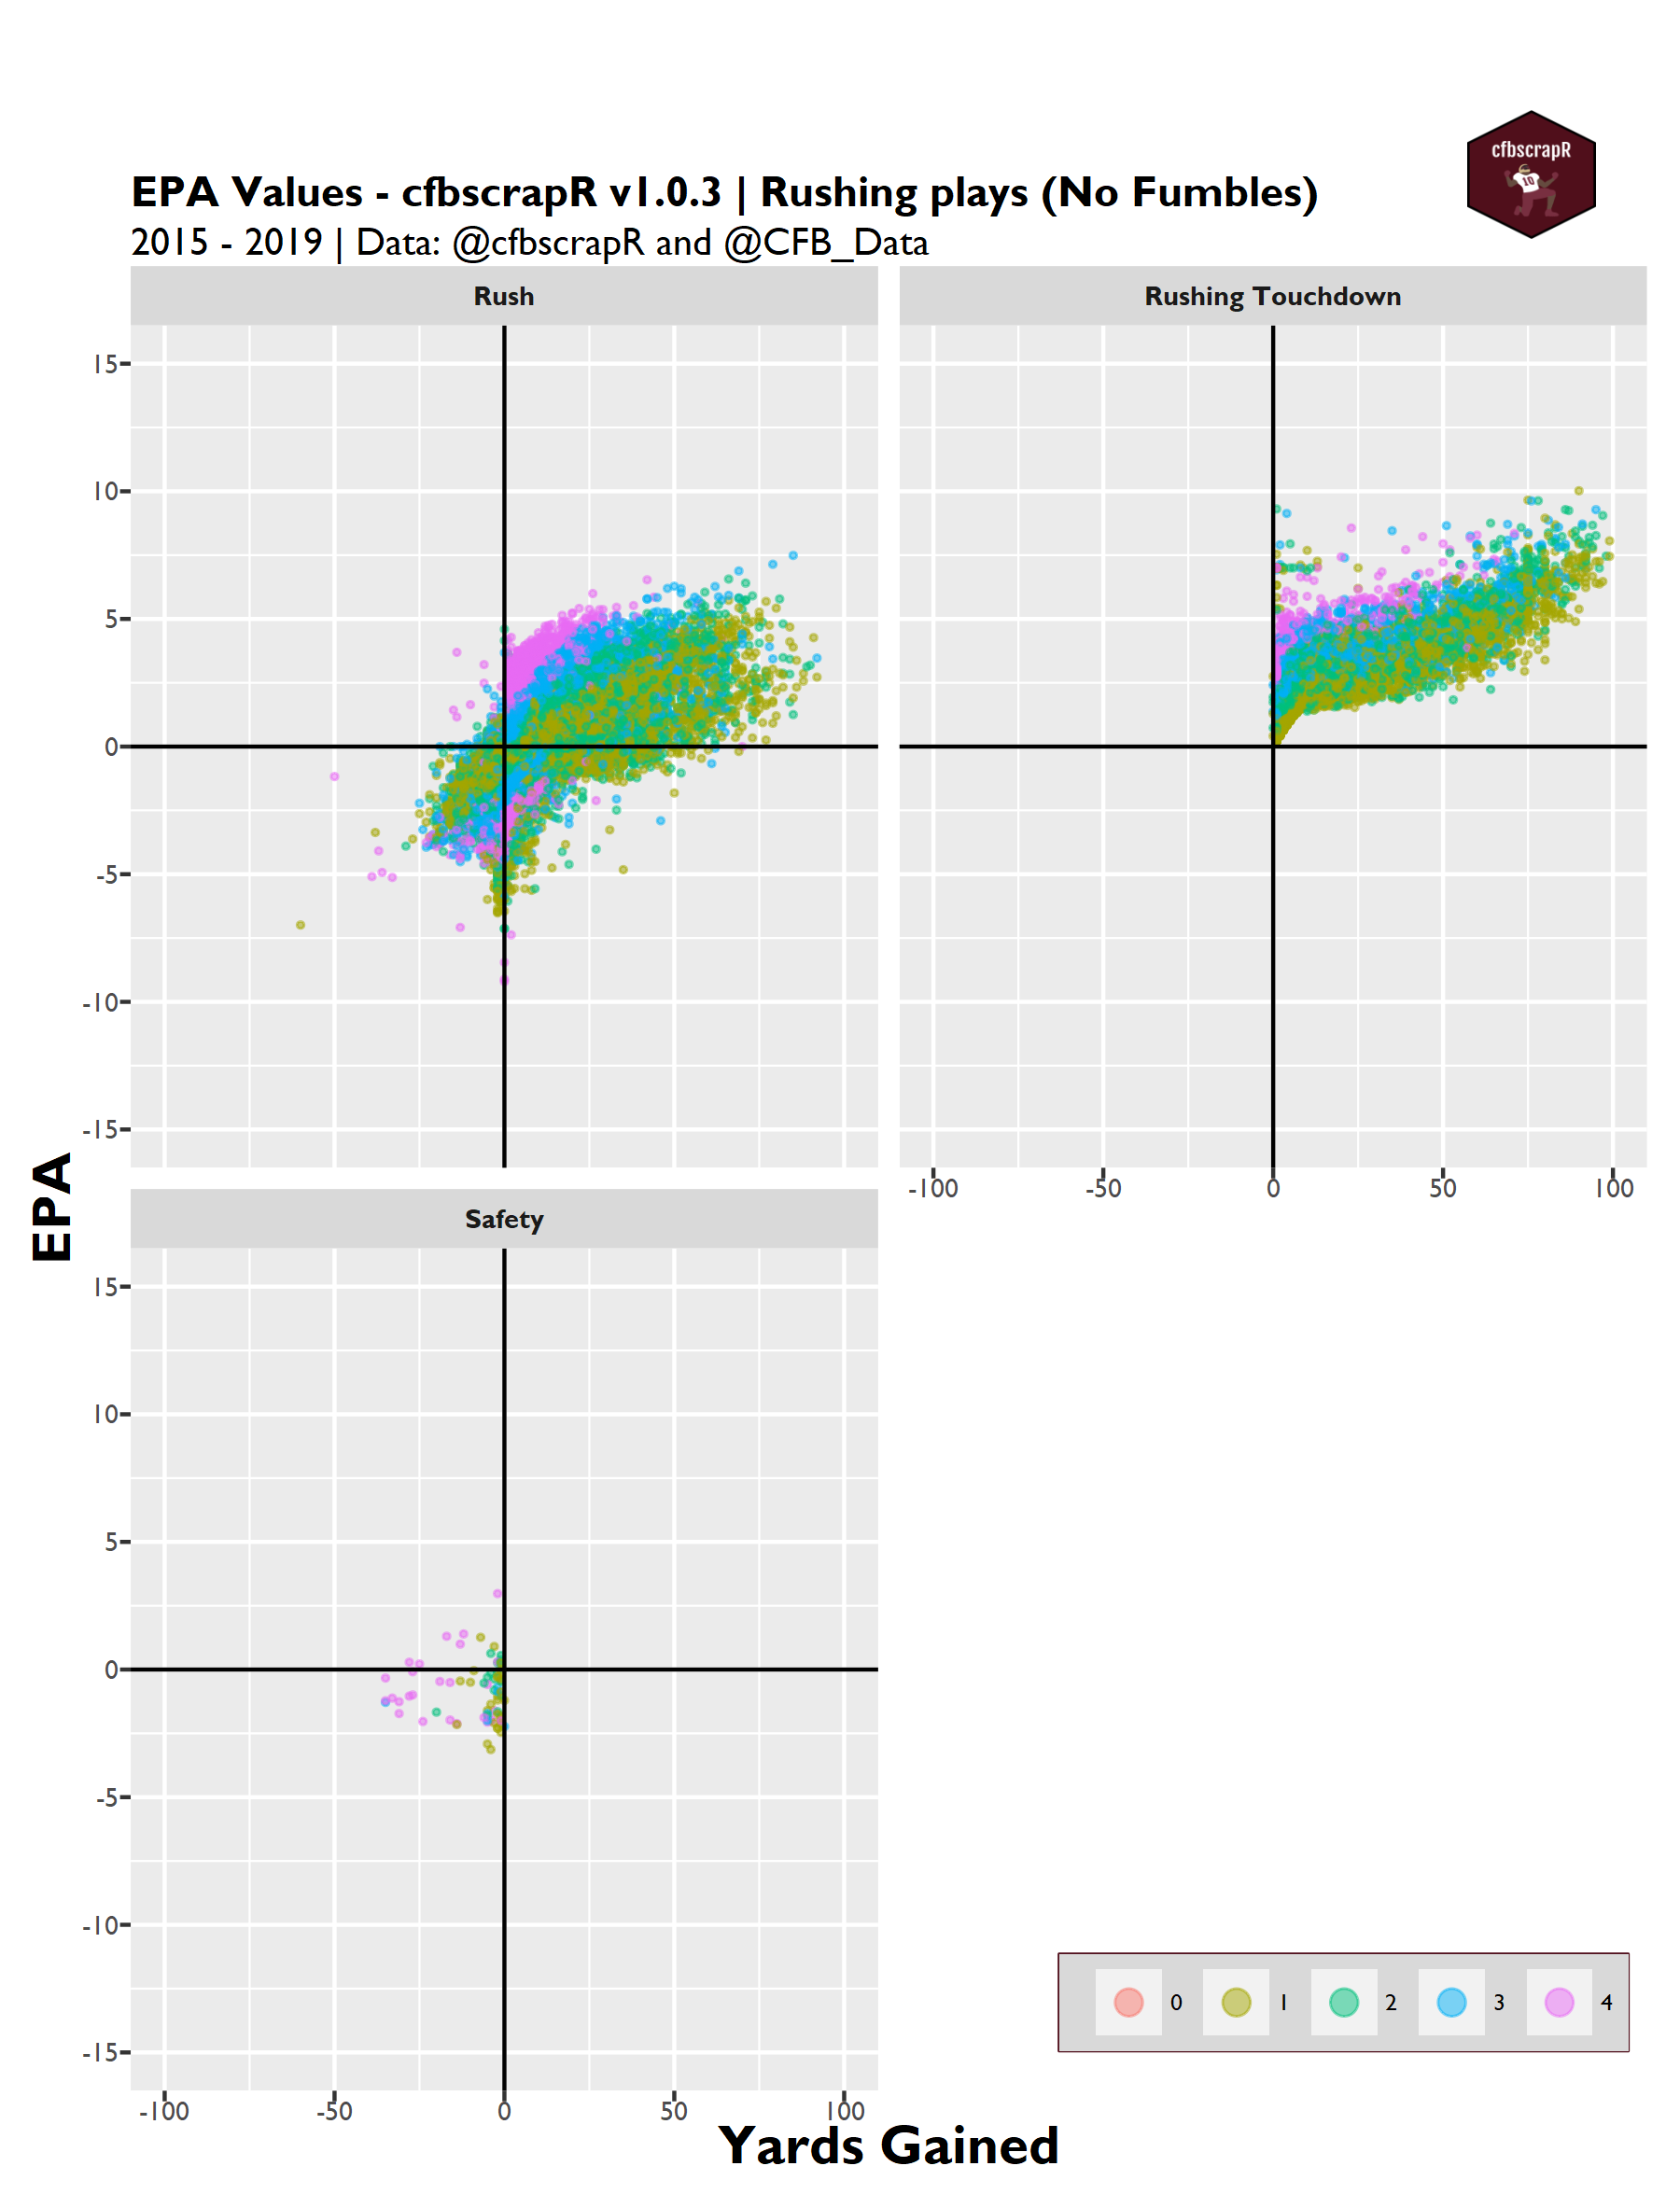 cfbscrapR
10
EPA Values - cfbscrapR v1.0.3 | Rushing plays (No Fumbles)
2015 - 2019 | Data: @cfbscrapR and @CFB_Data
Rush
Rushing Touchdown
15
10
5
0
-5
-10
-15
-100 -50 0 50 100
EPA
Safety
15
10
5
0
-5
-10
-15
0 1 2 3 4
-100 -50 0 50 100
Yards Gained